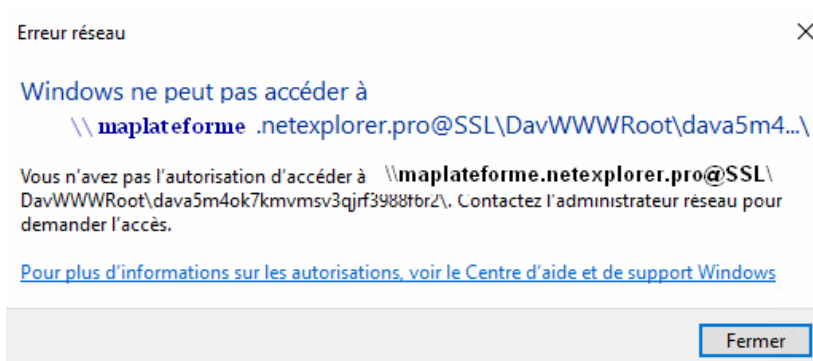 Erreur réseau
Windows ne peut pas accéder à
\\ maplateforme .netexplorer.pro@SSL\DavWWWRoot\dava5m4...\
Vous n'avez pas l'autorisation d'accéder à \\maplateforme.netexplorer.pro@SSL\
DavWWWRoot\dava5m4ok7kmvmsv3qjrf3988f6r2\. Contactez l'administrateur réseau pour
demander l'accès.
Pour plus d'informations sur les autorisations, voir le Centre d'aide et de support Windows
Fermer